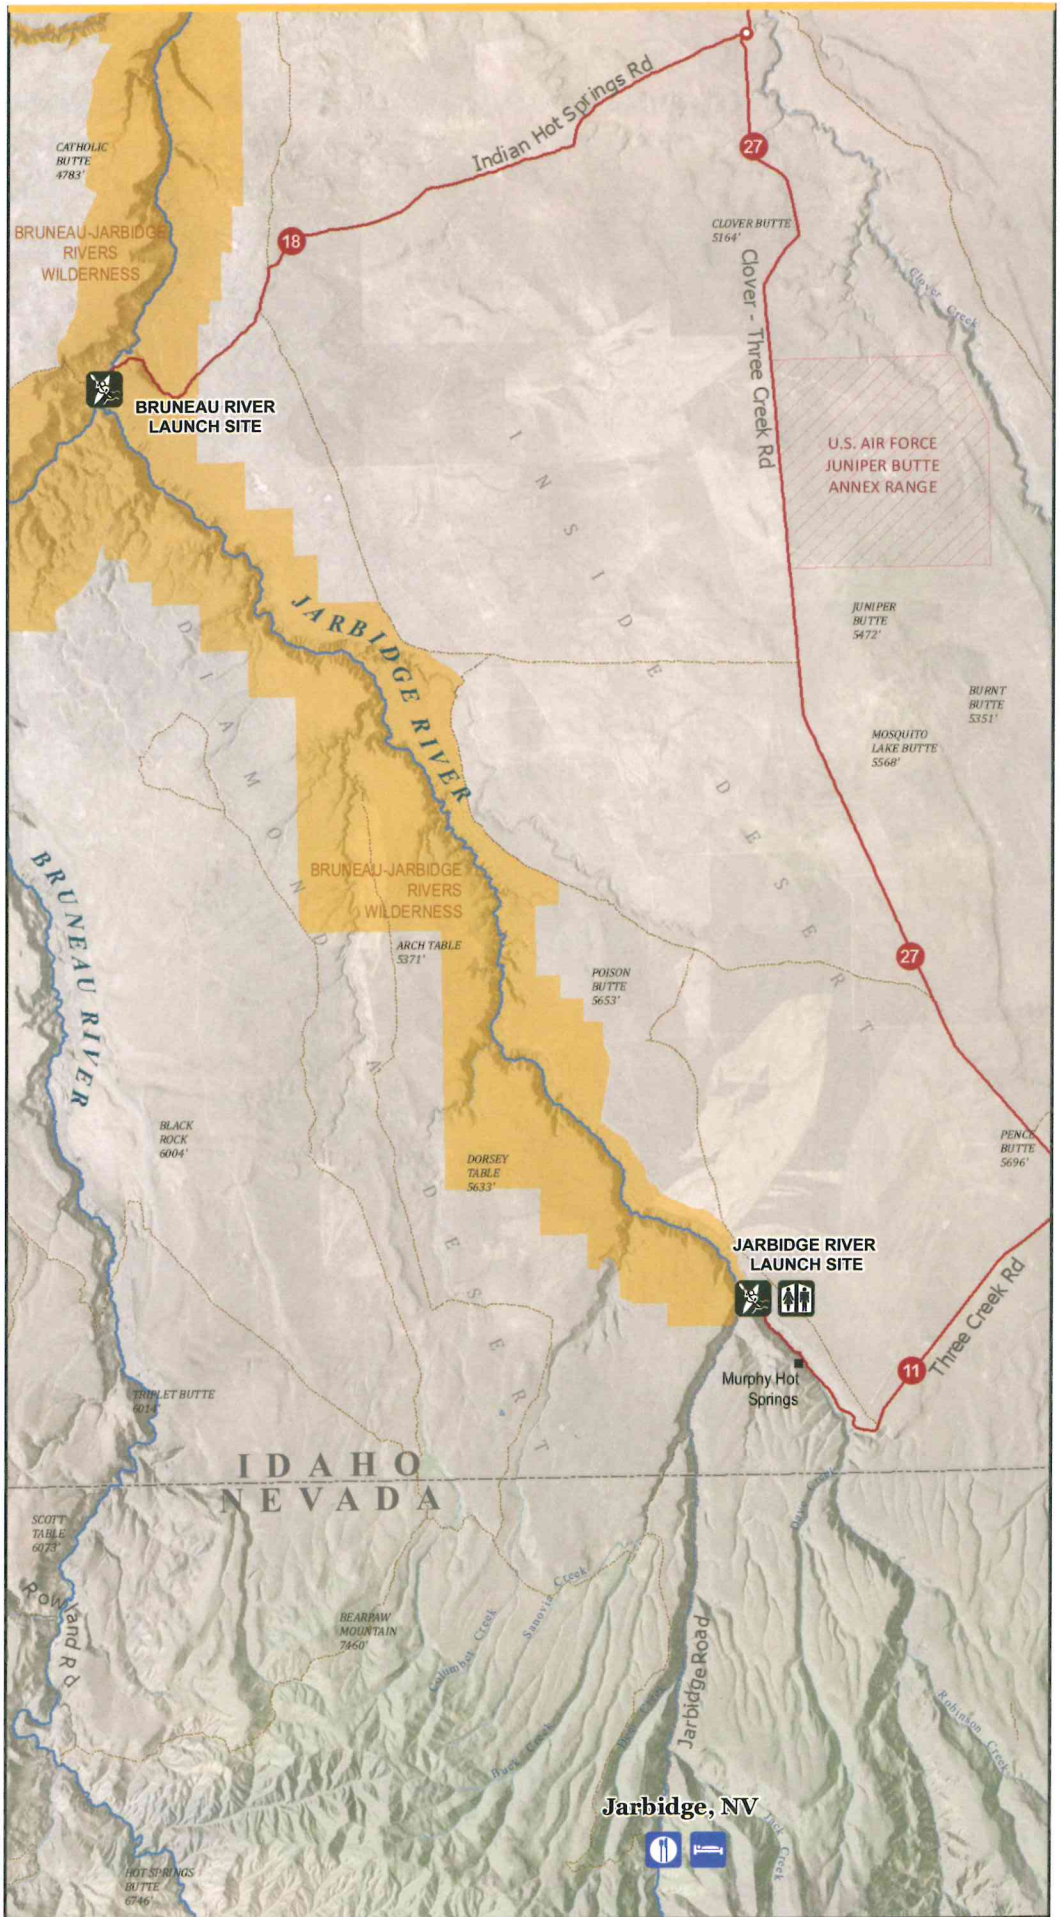 Indian Hot Springs Rd
27
CATHOLIC
BUTTE
4783'
CLOVER BUTTE
5164'
BRUNEAU-JARBIDGE
RIVERS
WILDERNESS
18
Clover Creek
Clover - Three Creek Rd
BRUNEAU RIVER
LAUNCH SITE
U.S. AIR FORCE
JUNIPER BUTTE
ANNEX RANGE
INSIDE DESERT
JARBIDGE RIVER
JUNIPER
BUTTE
5472'
DIAMOND A DESERT
BURNT
BUTTE
5351'
MOSQUITO
LAKE BUTTE
5568'
BRUNEAU RIVER
BRUNEAU-JARBIDGE
RIVERS
WILDERNESS
ARCH TABLE
5371'
27
POISON
BUTTE
5653'
BLACK
ROCK
6004'
PENCE
BUTTE
5696'
DORSEY
TABLE
5633'
JARBIDGE RIVER
LAUNCH SITE
Three Creek Rd
11
Murphy Hot
Springs
TRIPLET BUTTE
6014'
IDAHO
NEVADA
SCOTT
TABLE
6073'
Dave Creek
Rowland Rd
Sanovia Creek
BEARPAW
MOUNTAIN
7460'
Columbet Creek
Jarbidge Road
Deer Creek
Robinson Creek
Buck Creek
Jarbidge, NV
Jack Creek
HOT SPRINGS
BUTTE
6746'